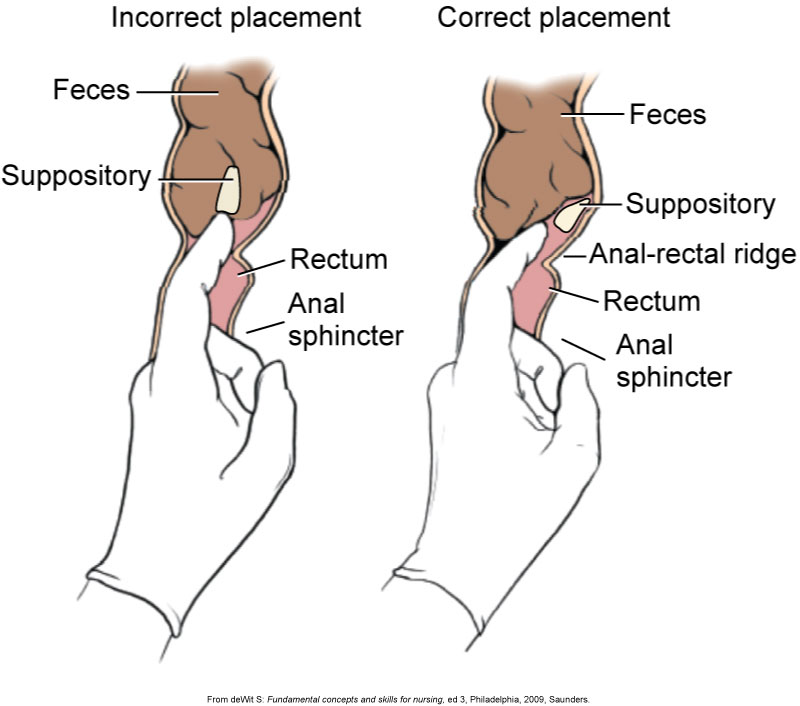 Incorrect placement
Correct placement
Feces
Suppository
Rectum
Anal
sphincter
Feces
Suppository
Anal-rectal ridge
Rectum
Anal
sphincter
From deWit S: Fundamental concepts and skills for nursing, ed 3, Philadelphia, 2009, Saunders.